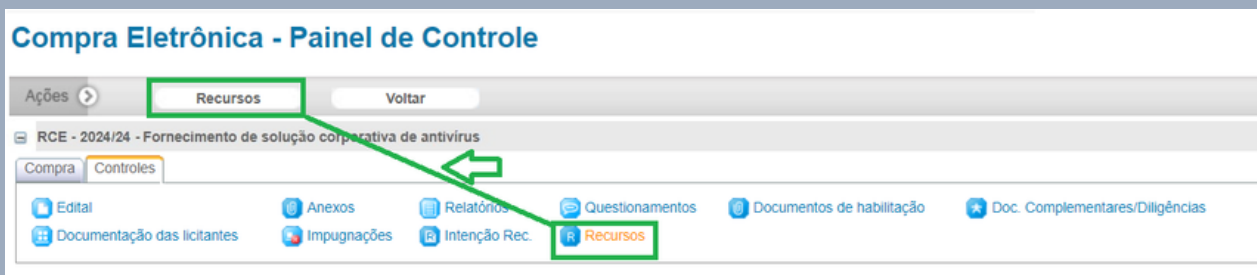 Compra Eletrônica - Painel de Controle
Ações Recursos Voltar
RCE - 2024/24 - Fornecimento de solução corporativa de antivírus
Compra Controles
Edital Anexos Relatórios Questionamentos Documentos de habilitação Doc. Complementares/Diligências
Documentação das licitantes Impugnações R Intenção Rec. R Recursos